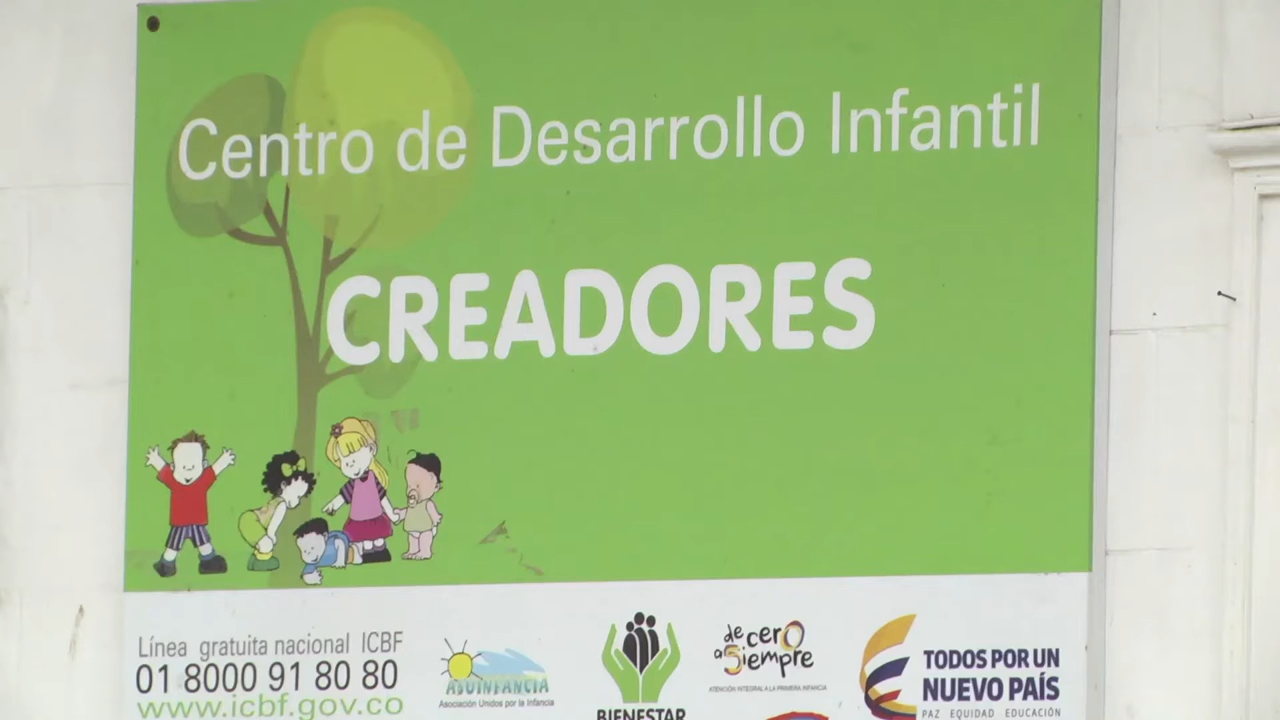 Centro de Desarrollo Infantil
CREADORES
Línea gratuita nacional ICBF
01 8000 91 80 80
www.icbf.gov.co
ASUINFANCIA
Asociación Unidos por la Infancia
BIENESTAR
de cerO
a Siempre
ATENCIÓN INTEGRAL A LA PRIMERA INFANCIA
TODOS POR UN
NUEVO PAÍS
PAZ EQUIDAD EDUCACIÓN